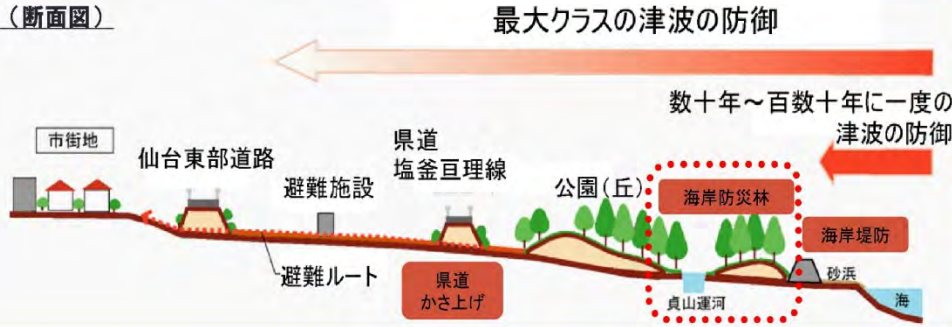 （断面図）
最大クラスの津波の防御
数十年～百数十年に一度の
津波の防御
市街地
仙台東部道路
避難施設
県道
塩釜亘理線
公園（丘）
海岸防災林
海岸堤防
避難ルート
県道
かさ上げ
貞山運河
砂浜
海